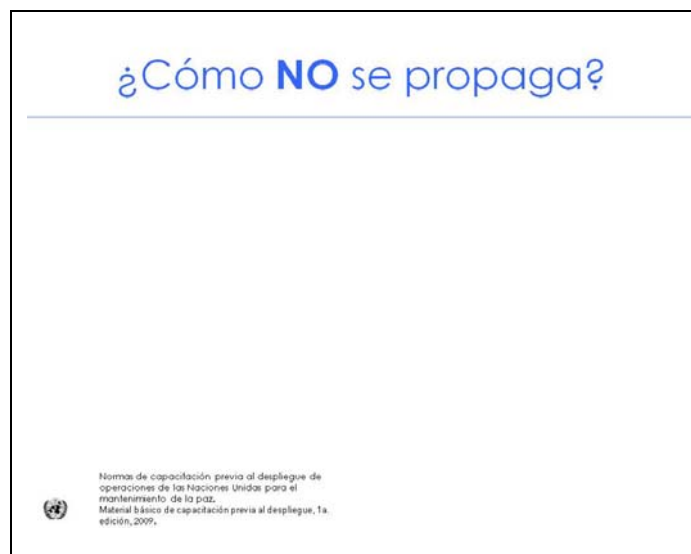 ¿Cómo NO se propaga?
Normas de capacitación previa al despliegue de
operaciones de las Naciones Unidas para el
mantenimiento de la paz.
Material básico de capacitación previa al despliegue, 1a.
edición, 2009.